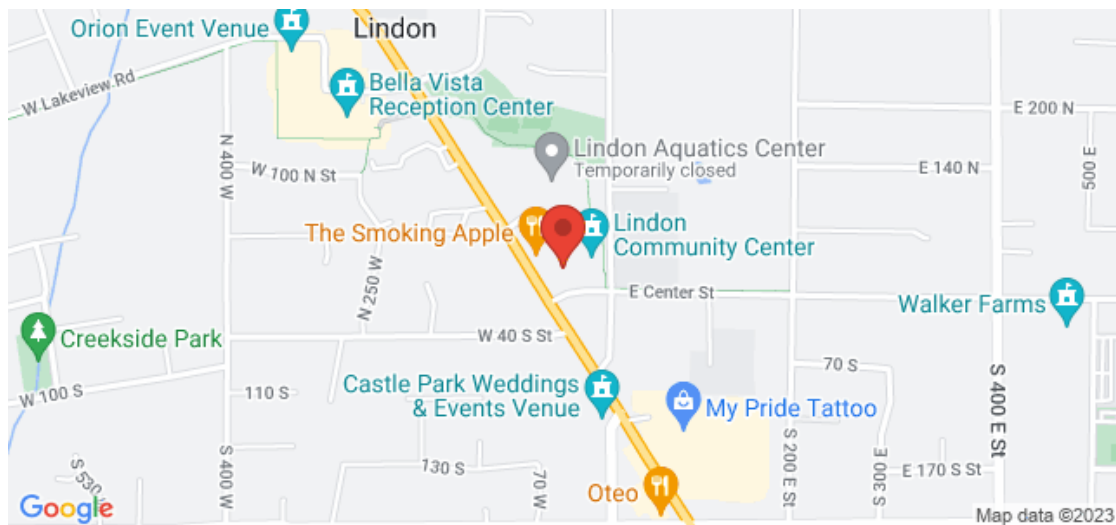 Orion Event Venue
Lindon
W Lakeview Rd
Bella Vista
Reception Center
E 200 N
N 400 W
W 100 N St
Lindon Aquatics Center
Temporarily closed
E 140 N
500 E
The Smoking Apple
Lindon
Community Center
N 250 W
E Center St
Walker Farms
Creekside Park
W 40 S St
W 100 S
110 S
Castle Park Weddings
& Events Venue
My Pride Tattoo
70 S
S 400 E St
S 530 W
S 400 W
130 S
70 W
Oteo
S 200 E St
S 300 E
E 170 S St
Google
Map data ©2023